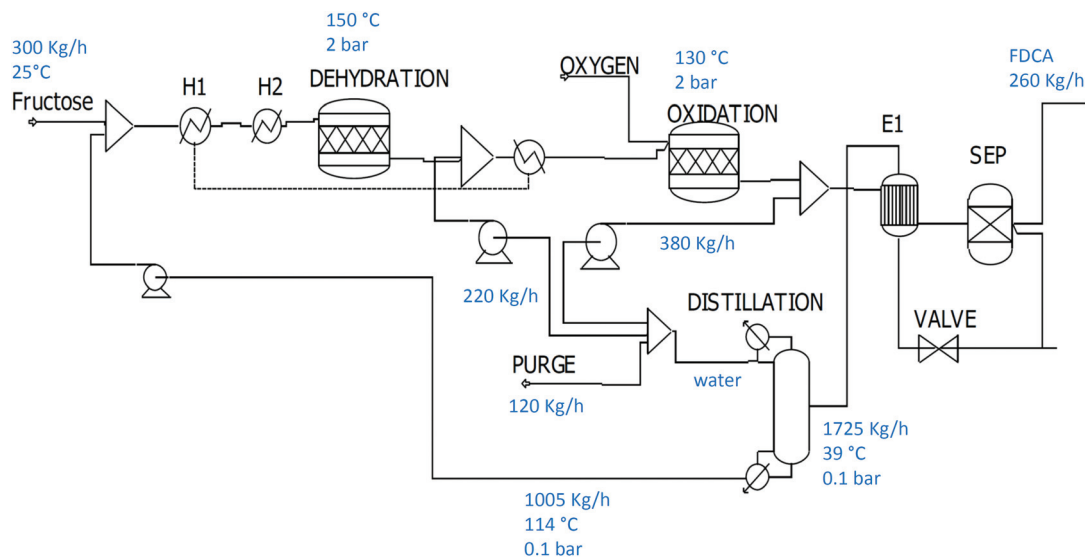 300 Kg/h
25°C
Fructose
H1
H2
150 °C
2 bar
DEHYDRATION
OXYGEN
130 °C
2 bar
OXIDATION
E1
SEP
FDCA
260 Kg/h
380 Kg/h
220 Kg/h
DISTILLATION
VALVE
PURGE
120 Kg/h
water
1725 Kg/h
39 °C
0.1 bar
1005 Kg/h
114 °C
0.1 bar